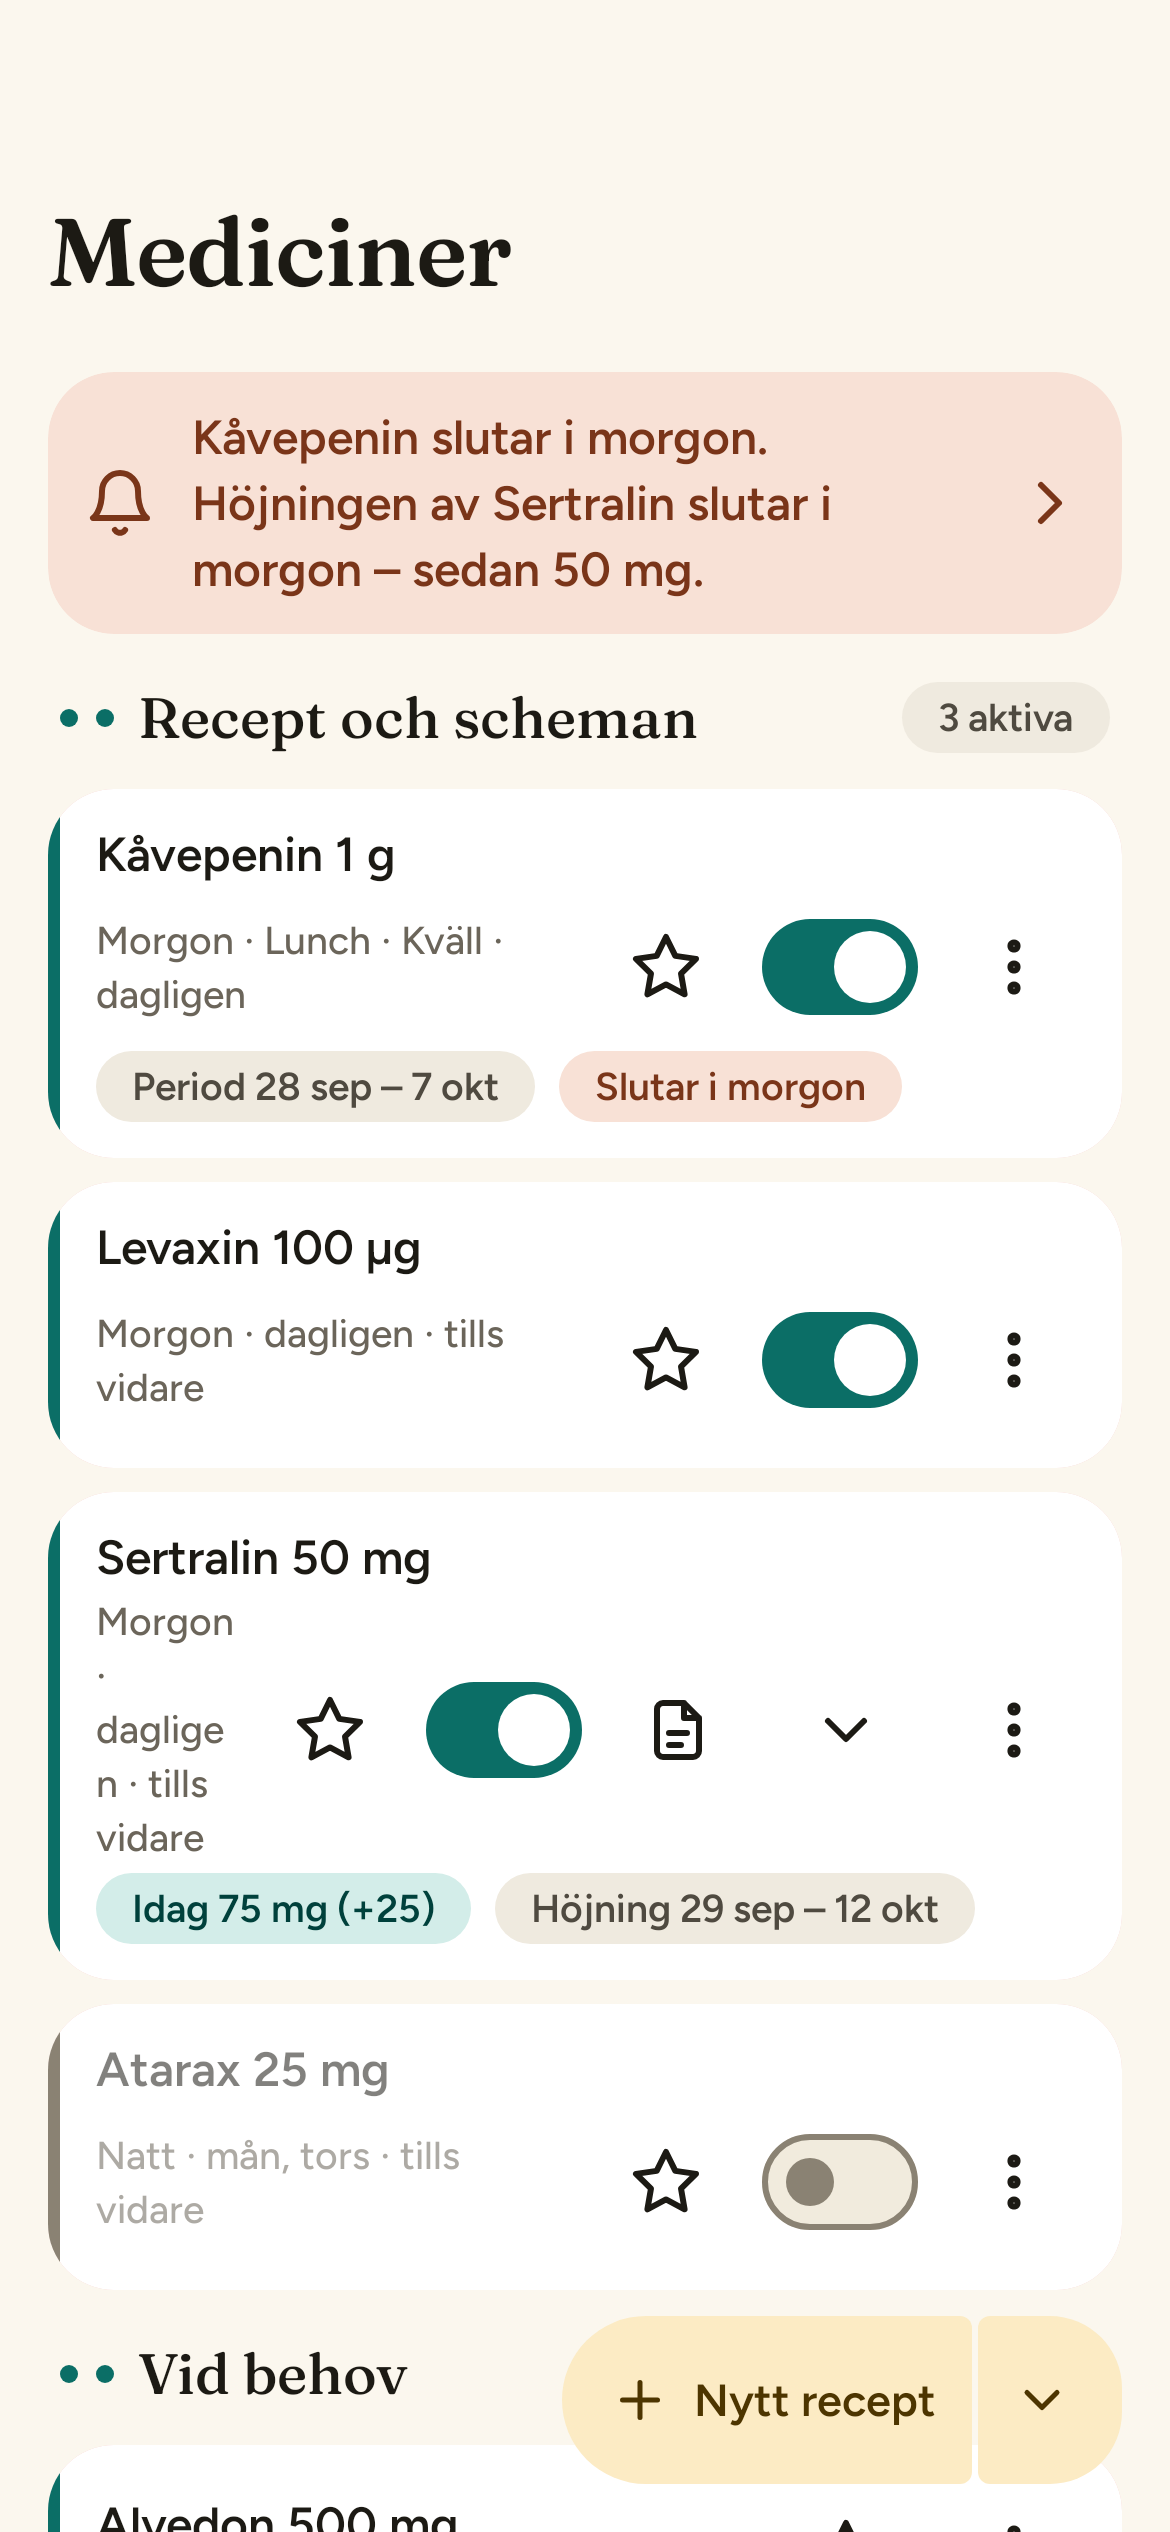 Mediciner
Kåvepenin slutar i morgon.
Höjningen av Sertralin slutar i
morgon – sedan 50 mg.
Recept och scheman
3 aktiva
Kåvepenin 1 g
Morgon · Lunch · Kväll ·
dagligen
Period 28 sep – 7 okt
Slutar i morgon
Levaxin 100 µg
Morgon · dagligen · tills
vidare
Sertralin 50 mg
Morgon
·
daglige
n · tills
vidare
Idag 75 mg (+25)
Höjning 29 sep – 12 okt
Atarax 25 mg
Natt · mån, tors · tills
vidare
Vid behov
Nytt recept
Alvedon 500 mg